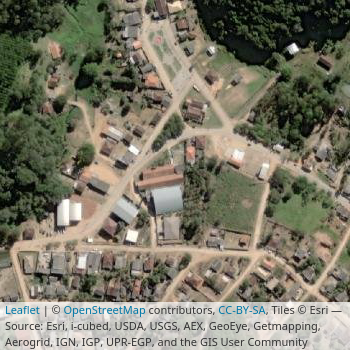 Leaflet | © OpenStreetMap contributors, CC-BY-SA, Tiles © Esri —
Source: Esri, i-cubed, USDA, USGS, AEX, GeoEye, Getmapping,
Aerogrid, IGN, IGP, UPR-EGP, and the GIS User Community